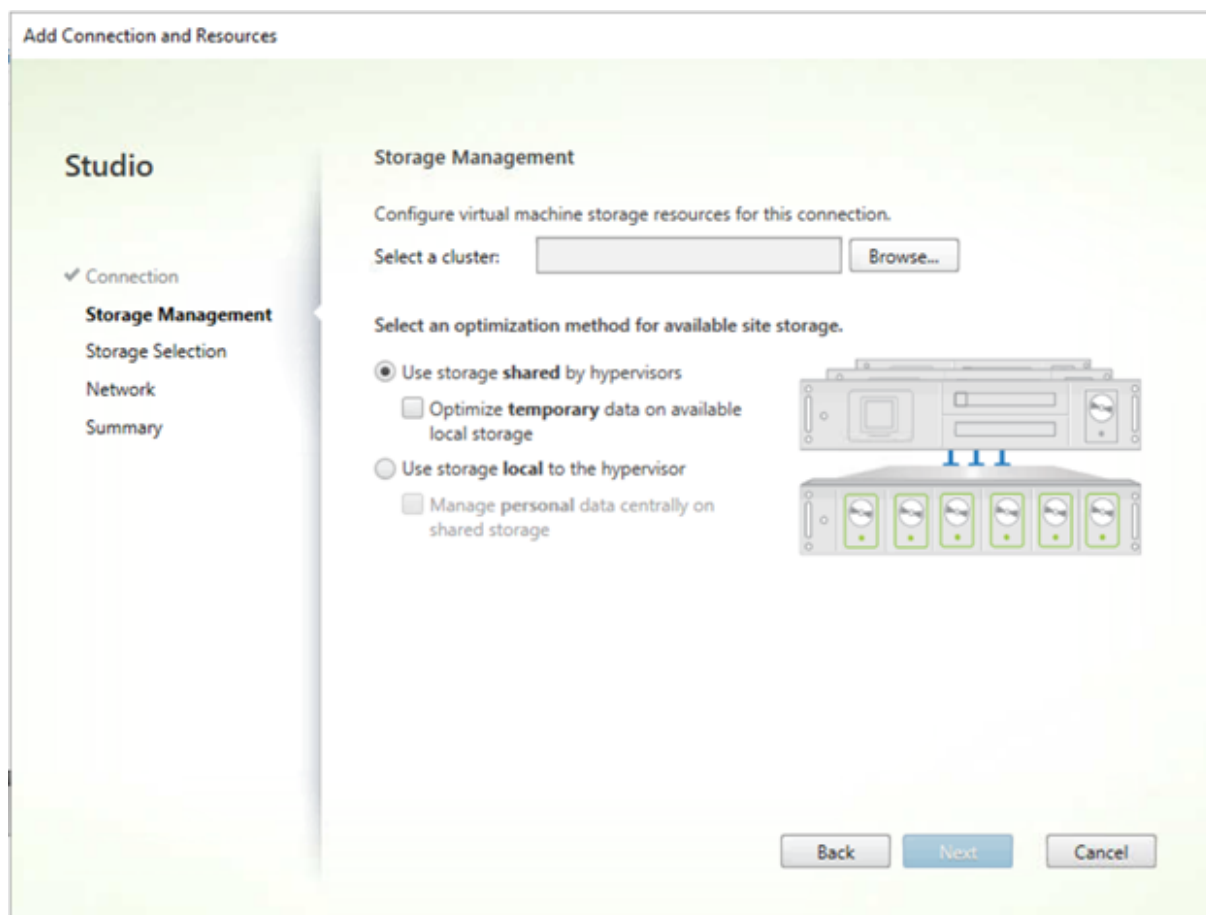 Add Connection and Resources
Studio
Connection
Storage Management
Storage Selection
Network
Summary
Storage Management
Configure virtual machine storage resources for this connection.
Select a cluster:
Browse...
Select an optimization method for available site storage.
Use storage shared by hypervisors
Optimize temporary data on available
local storage
Use storage local to the hypervisor
Manage personal data centrally on
shared storage
Back
Next
Cancel